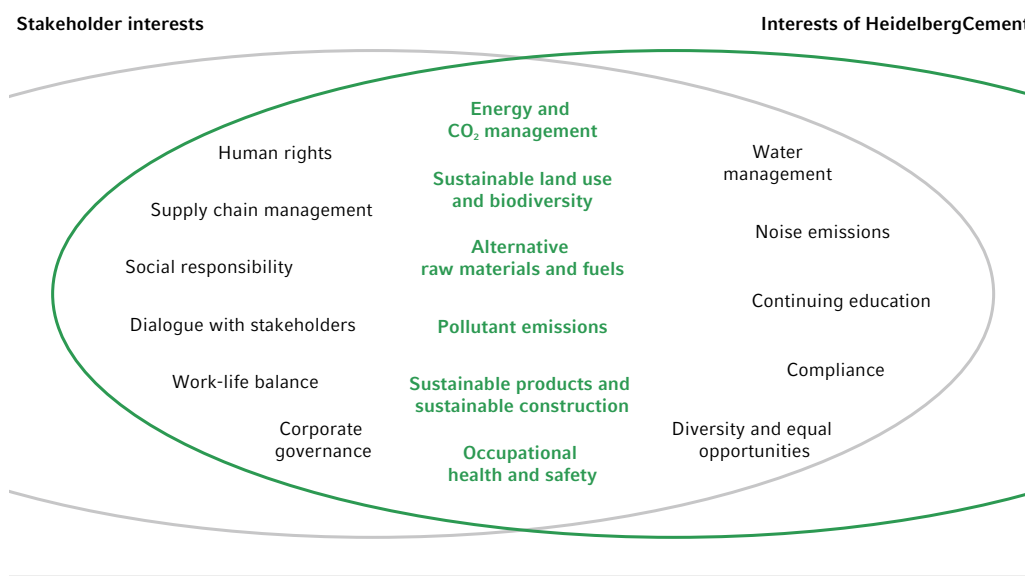 Stakeholder interests
Interests of HeidelbergCement
Energy and
CO₂ management
Human rights
Water
management
Sustainable land use
and biodiversity
Supply chain management
Noise emissions
Alternative
raw materials and fuels
Social responsibility
Continuing education
Dialogue with stakeholders
Pollutant emissions
Compliance
Work-life balance
Sustainable products and
sustainable construction
Corporate
governance
Diversity and equal
opportunities
Occupational
health and safety